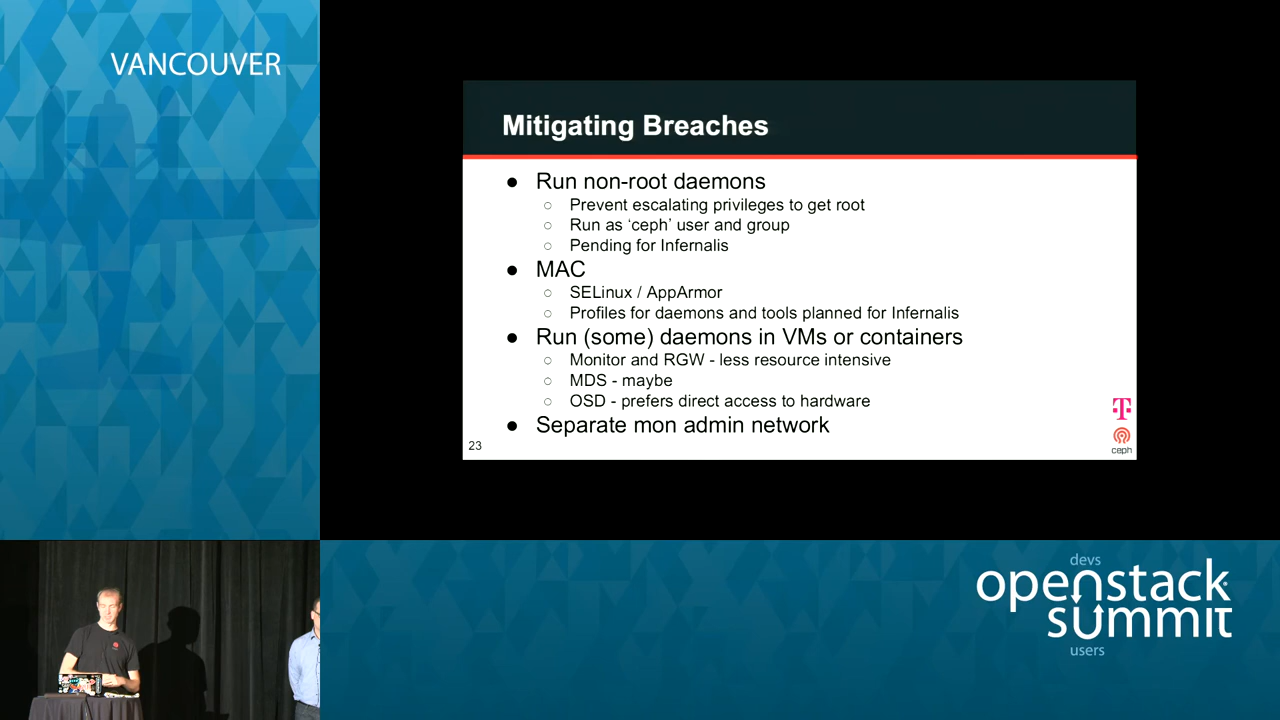 VANCOUVER
Mitigating Breaches
● Run non-root daemons
○ Prevent escalating privileges to get root
○ Run as ‘ceph’ user and group
○ Pending for Infernalis
● MAC
○ SELinux / AppArmor
○ Profiles for daemons and tools planned for Infernalis
● Run (some) daemons in VMs or containers
○ Monitor and RGW - less resource intensive
○ MDS - maybe
○ OSD - prefers direct access to hardware
● Separate mon admin network
23
T
ceph
devs
openstack
summit
users